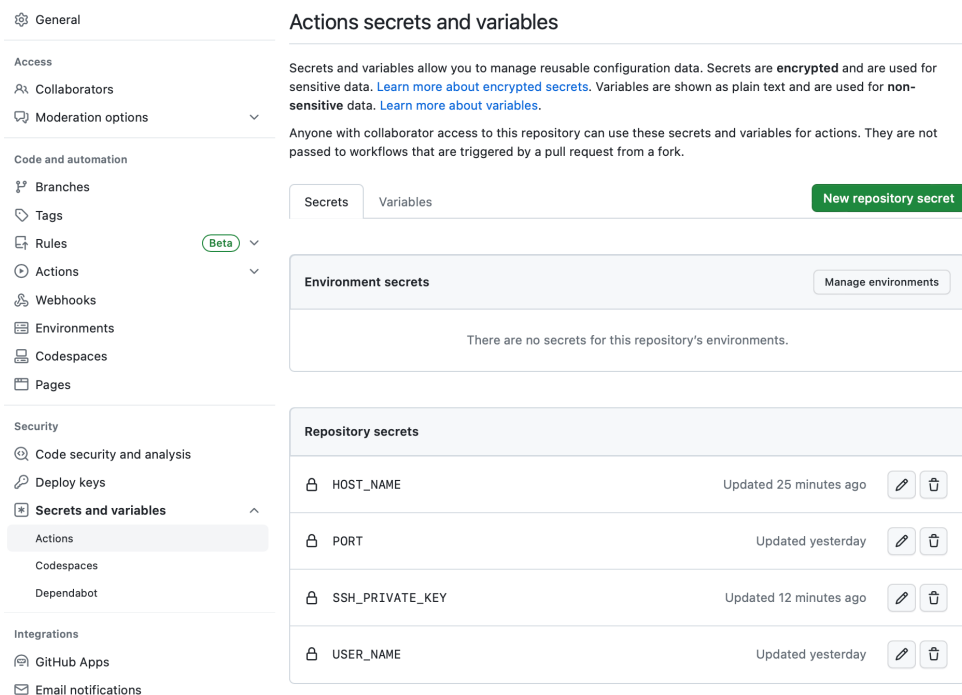 General
Access
Collaborators
Moderation options
Code and automation
Branches
Tags
Rules Beta
Actions
Webhooks
Environments
Codespaces
Pages
Security
Code security and analysis
Deploy keys
Secrets and variables
Actions
Codespaces
Dependabot
Integrations
GitHub Apps
Email notifications
Actions secrets and variables
Secrets and variables allow you to manage reusable configuration data. Secrets are encrypted and are used for
sensitive data. Learn more about encrypted secrets. Variables are shown as plain text and are used for non-
sensitive data. Learn more about variables.
Anyone with collaborator access to this repository can use these secrets and variables for actions. They are not
passed to workflows that are triggered by a pull request from a fork.
Secrets Variables New repository secret
Environment secrets Manage environments
There are no secrets for this repository's environments.
Repository secrets
HOST_NAME Updated 25 minutes ago
PORT Updated yesterday
SSH_PRIVATE_KEY Updated 12 minutes ago
USER_NAME Updated yesterday